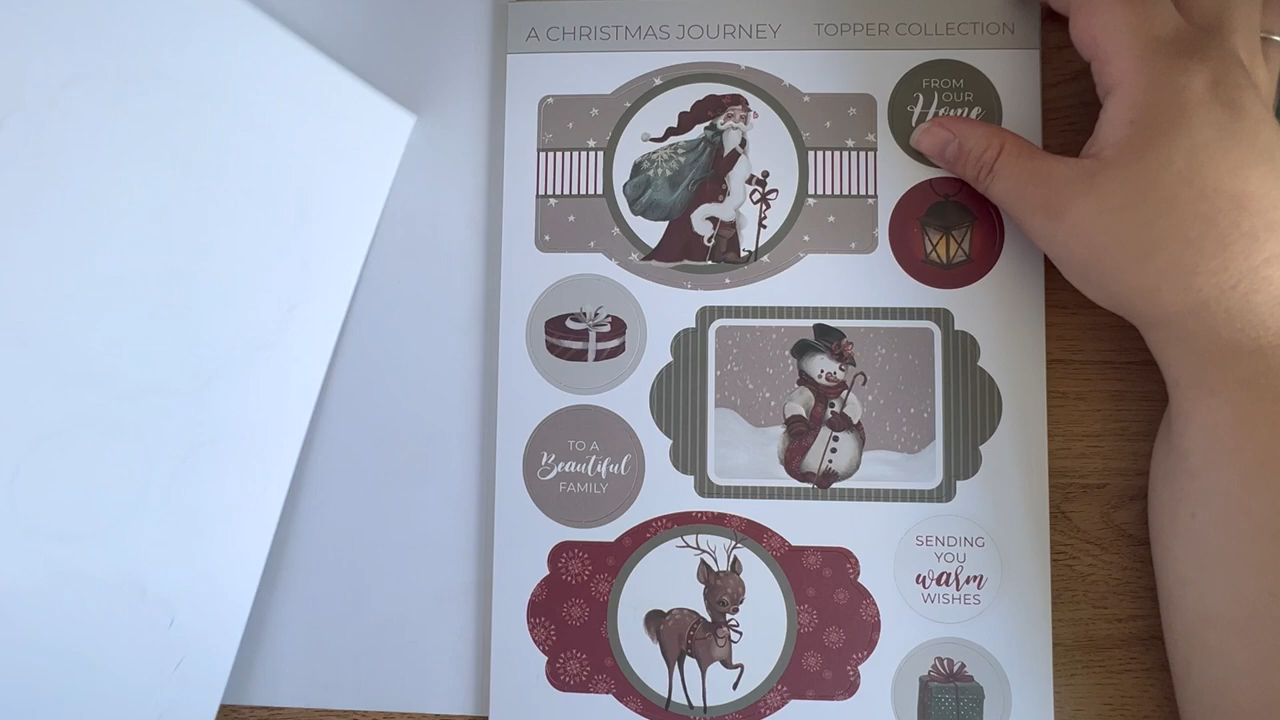 A CHRISTMAS JOURNEY
TOPPER COLLECTION
FROM
OUR
Home
TO A
Beautiful
FAMILY
SENDING
YOU
warm
WISHES